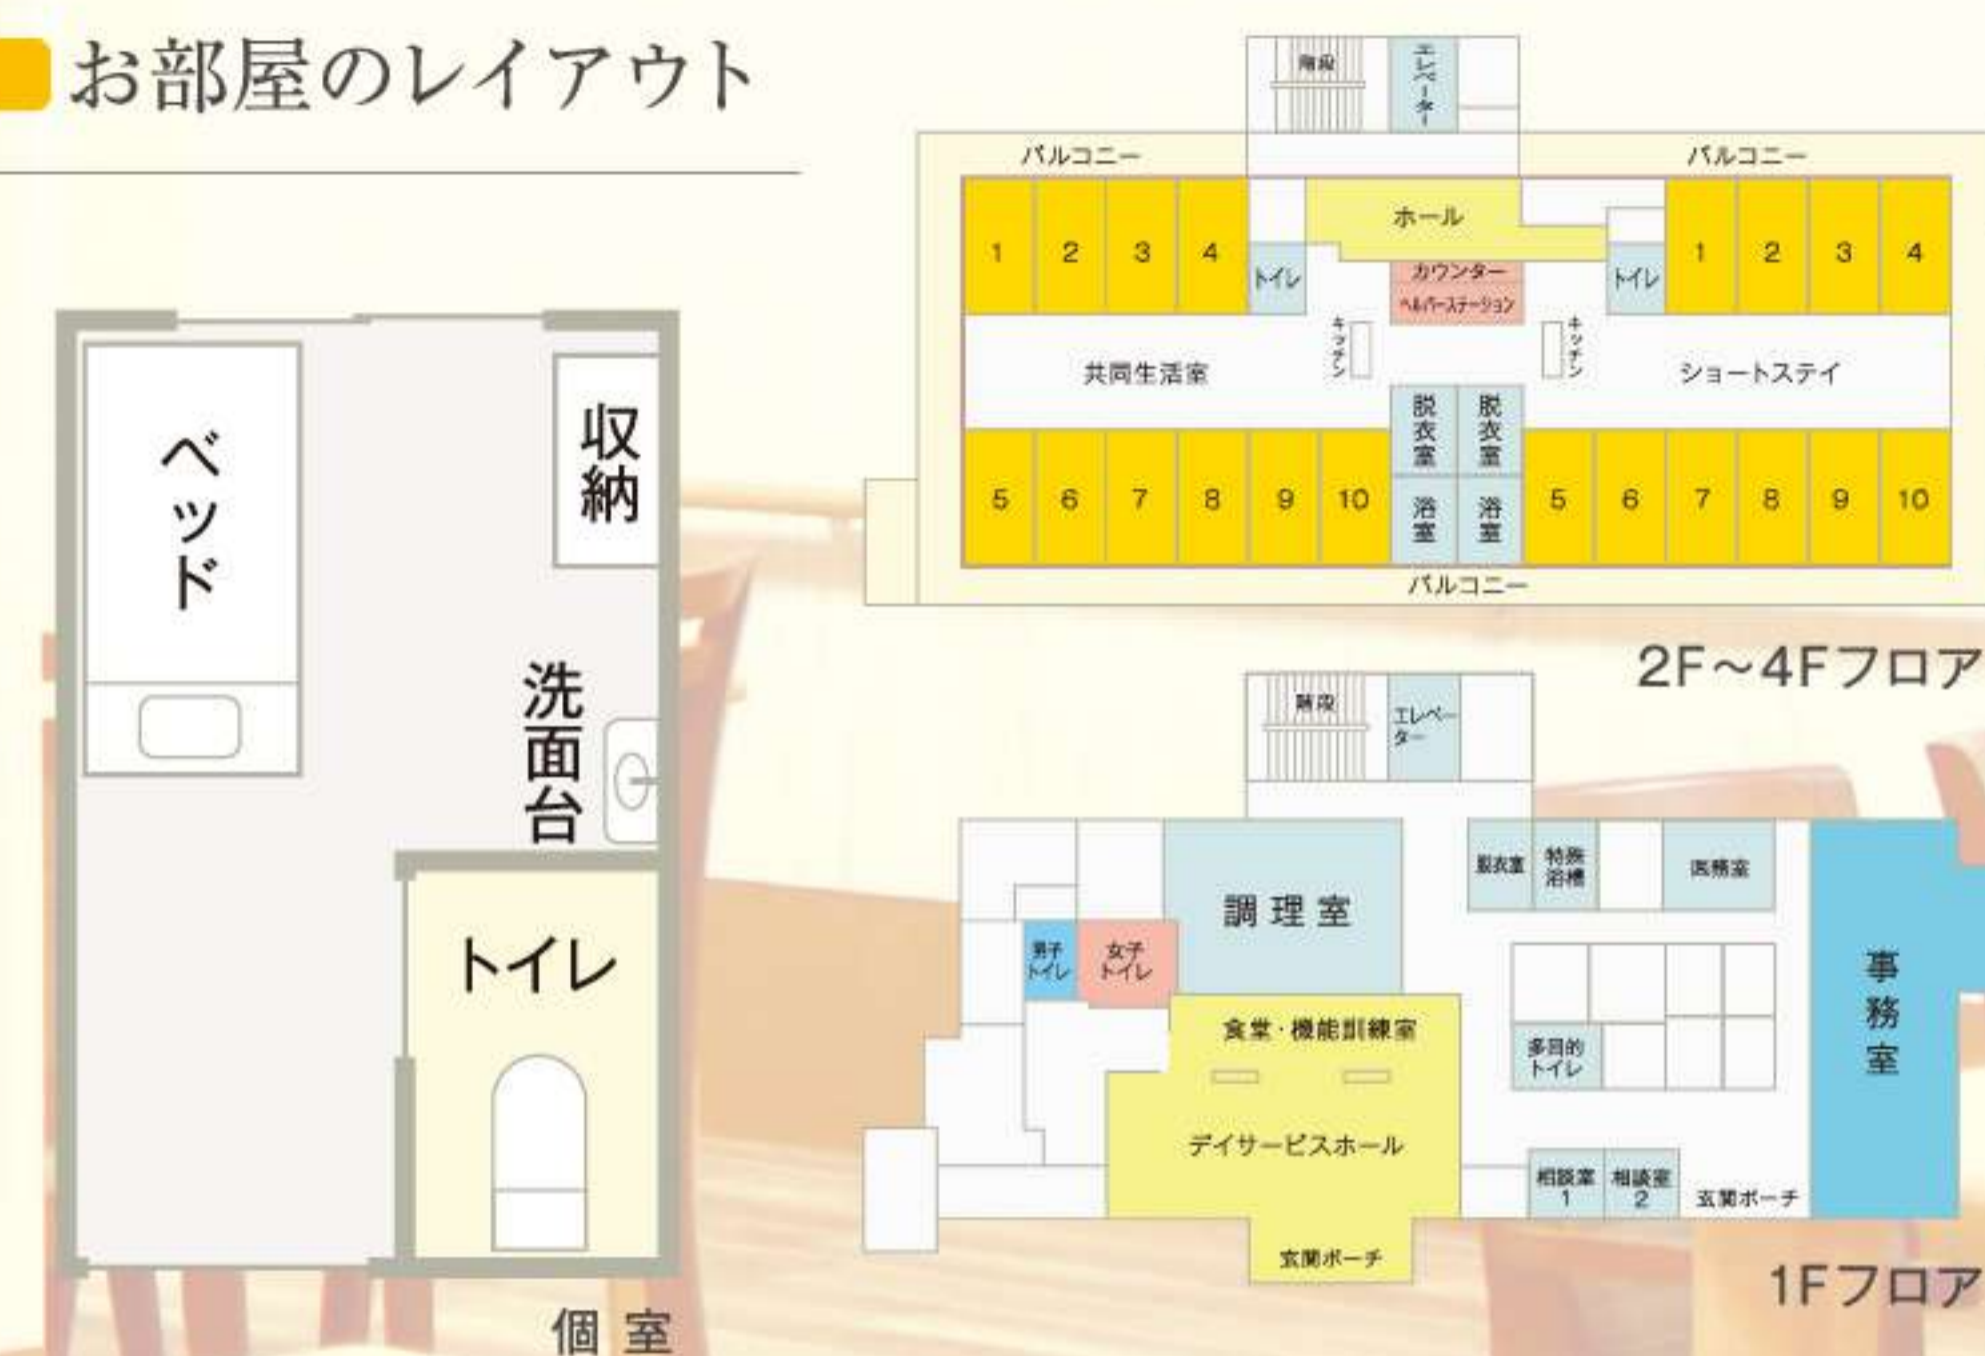 お部屋のレイアウト
ベッド
収納
洗面台
トイレ
個室
階段
エレベーター
バルコニー
バルコニー
1
2
3
4
トイレ
ホール
カウンター
ヘルパーステーション
トイレ
1
2
3
4
共同生活室
キッチン
キッチン
ショートステイ
5
6
7
8
9
10
脱衣室
脱衣室
浴室
浴室
5
6
7
8
9
10
バルコニー
2F～4Fフロア
階段
エレベー
ター
調理室
脱衣室
特殊
浴槽
医務室
男子
トイレ
女子
トイレ
事務室
食堂・機能訓練室
多目的
トイレ
デイサービスホール
相談室
1
相談室
2
玄関ポーチ
玄関ポーチ
1Fフロア